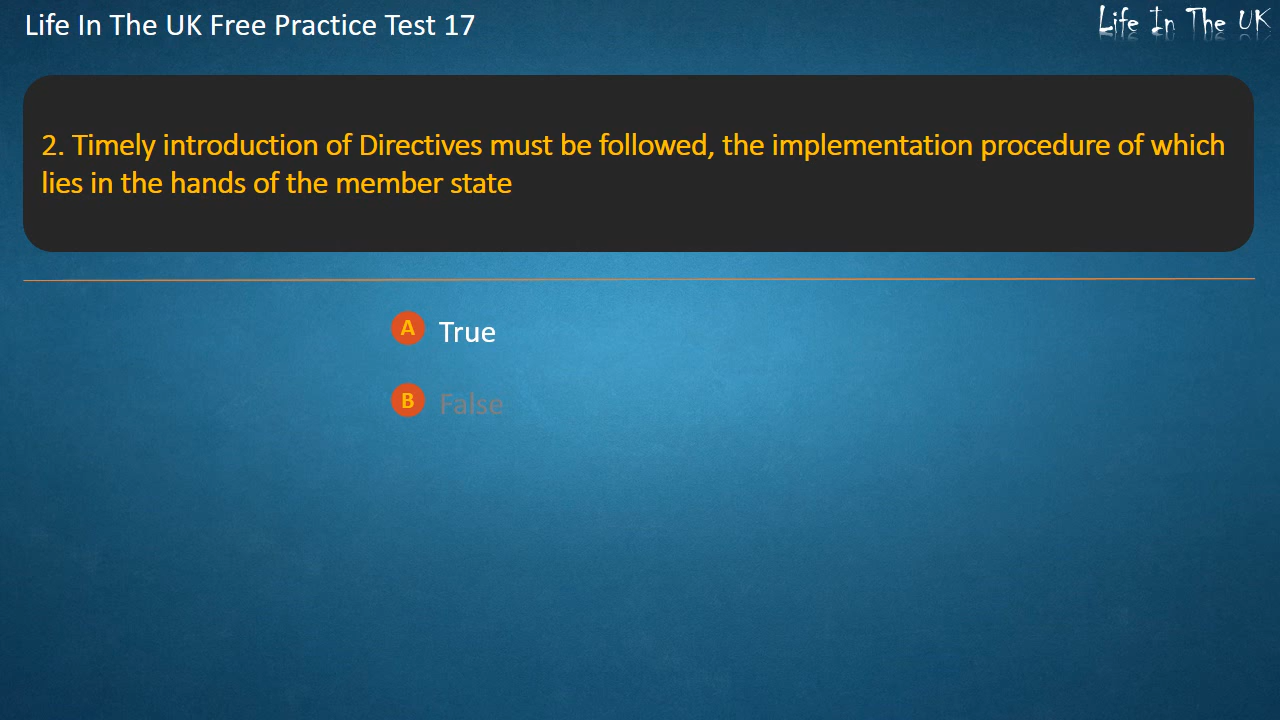 Life In The UK Free Practice Test 17
Life In The UK
2. Timely introduction of Directives must be followed, the implementation procedure of which
lies in the hands of the member state
A True
B False